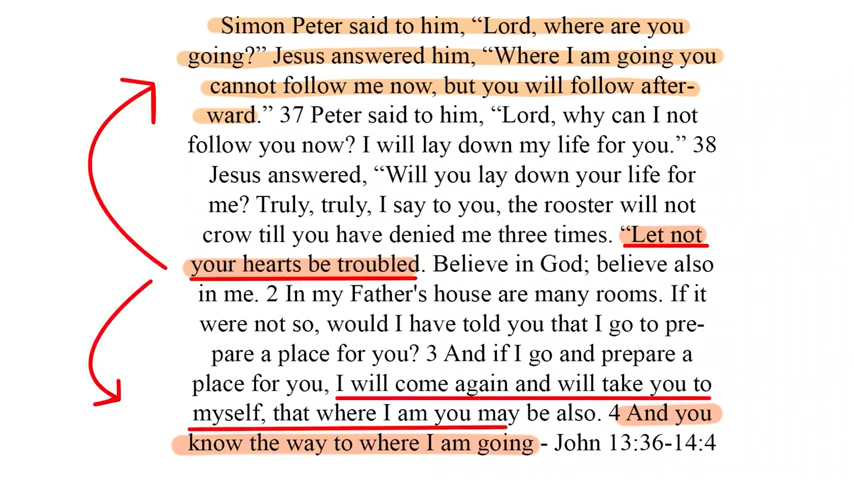 Simon Peter said to him, “Lord, where are you
going?” Jesus answered him, “Where I am going you
cannot follow me now, but you will follow after-
ward.” 37 Peter said to him, “Lord, why can I not
follow you now? I will lay down my life for you.” 38
Jesus answered, “Will you lay down your life for
me? Truly, truly, I say to you, the rooster will not
crow till you have denied me three times. “Let not
your hearts be troubled. Believe in God; believe also
in me. 2 In my Father's house are many rooms. If it
were not so, would I have told you that I go to pre-
pare a place for you? 3 And if I go and prepare a
place for you, I will come again and will take you to
myself, that where I am you may be also. 4 And you
know the way to where I am going - John 13:36-14:4